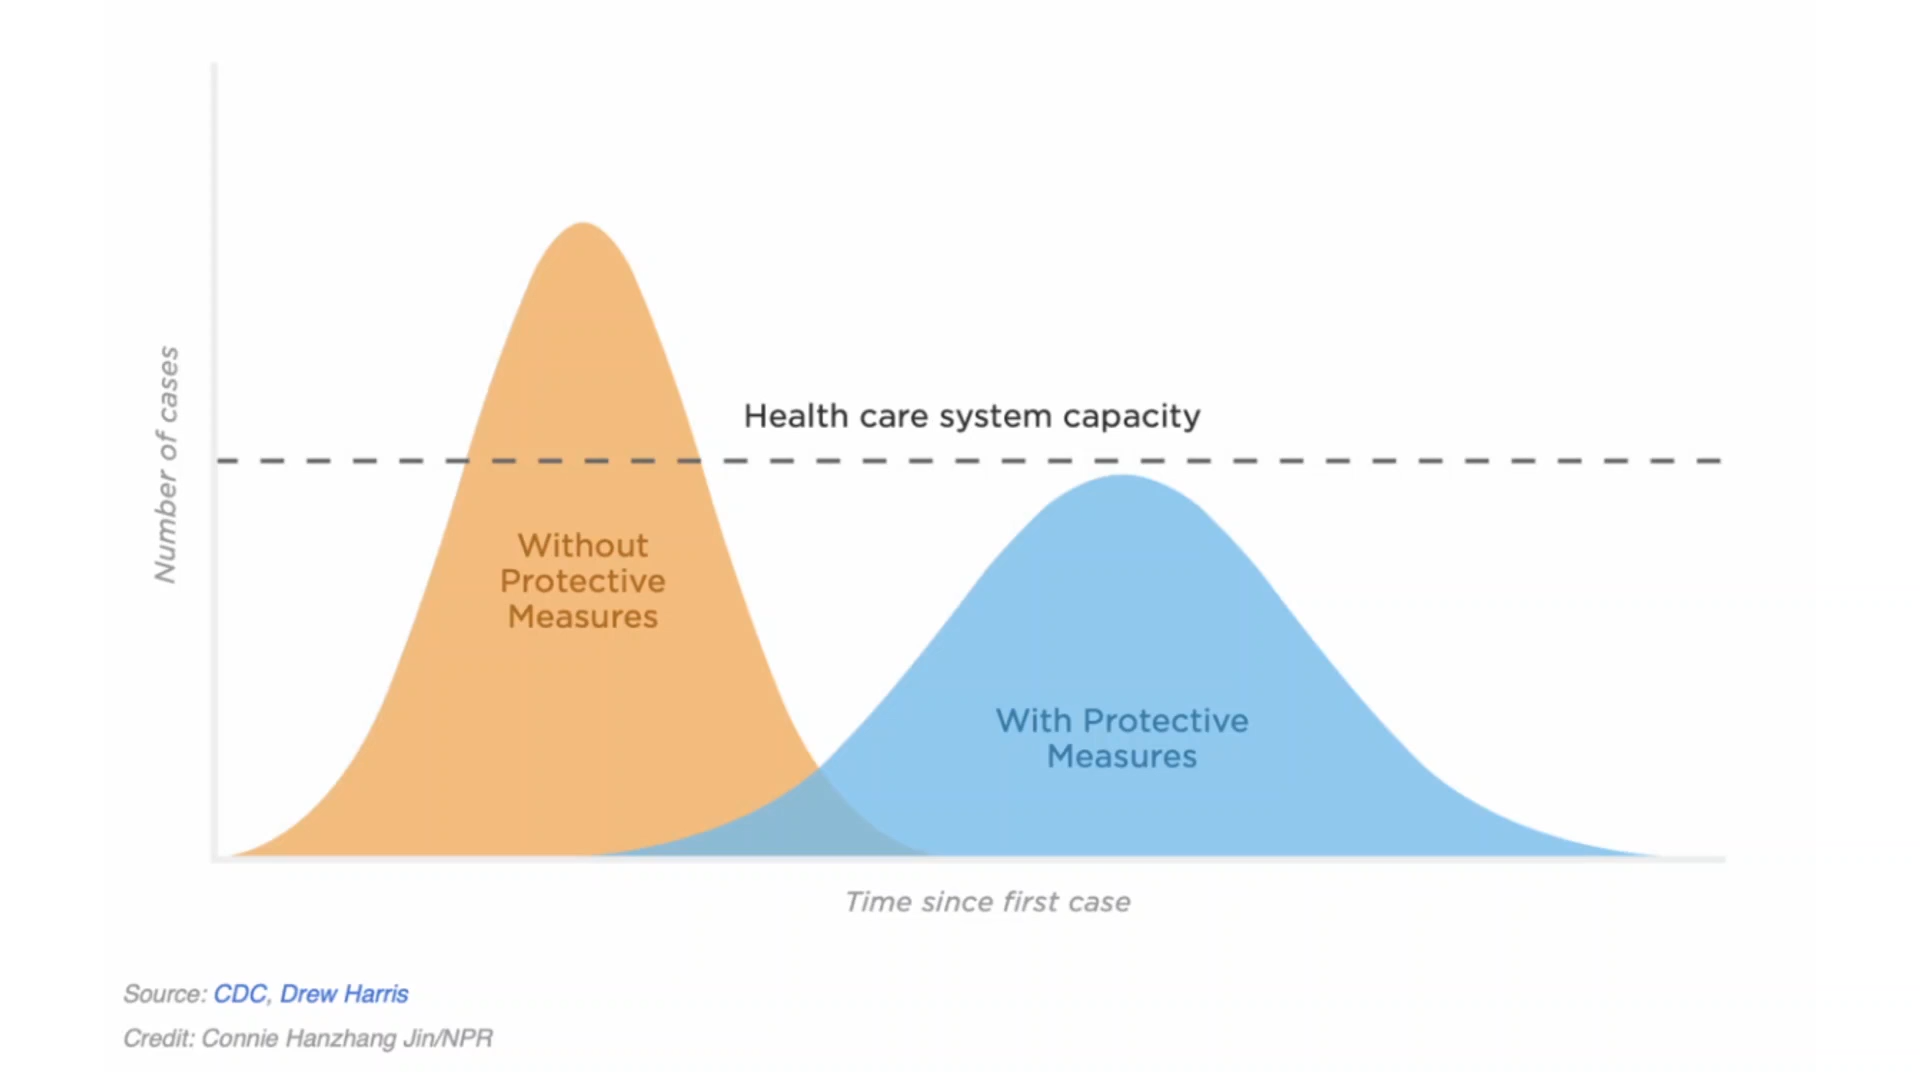 Number of cases
Health care system capacity
Without
Protective
Measures
With Protective
Measures
Time since first case
Source: CDC, Drew Harris
Credit: Connie Hanzhang Jin/NPR